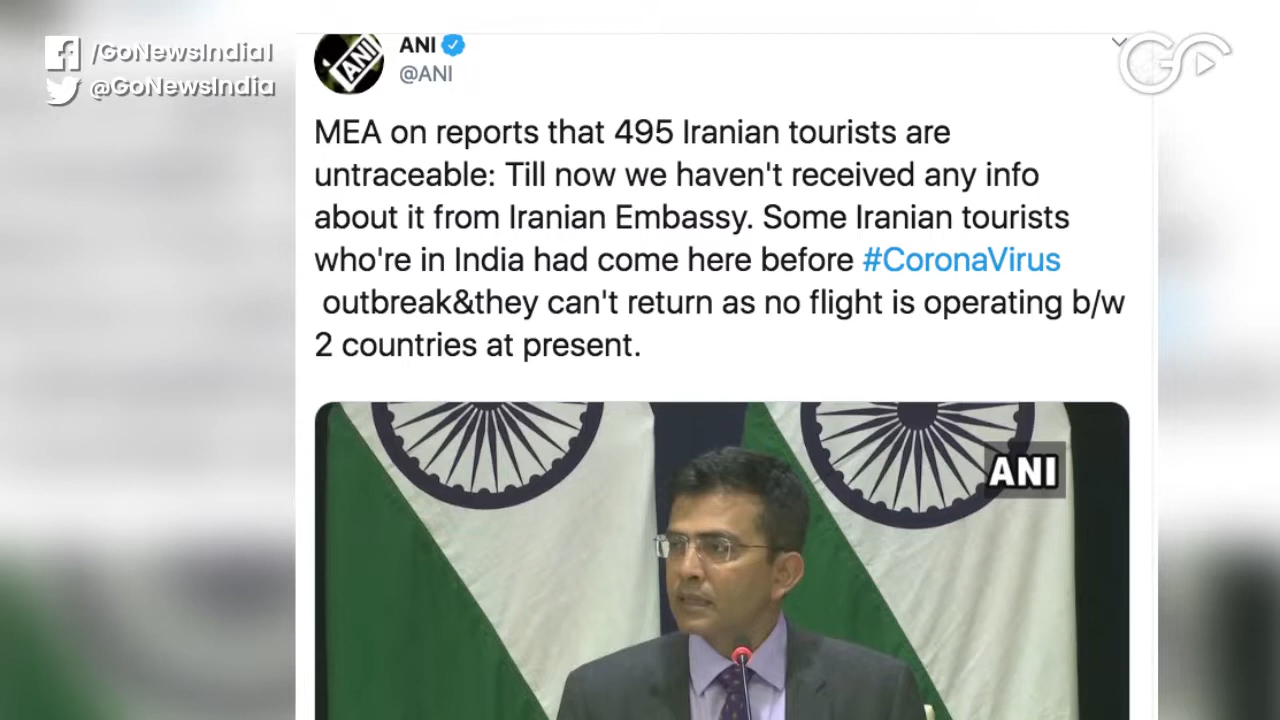 /GoNewsIndia1
@GoNewsIndia
GO
ANI
ANI
@ANI
MEA on reports that 495 Iranian tourists are
untraceable: Till now we haven't received any info
about it from Iranian Embassy. Some Iranian tourists
who're in India had come here before #CoronaVirus
outbreak&they can't return as no flight is operating b/w
2 countries at present.
ANI